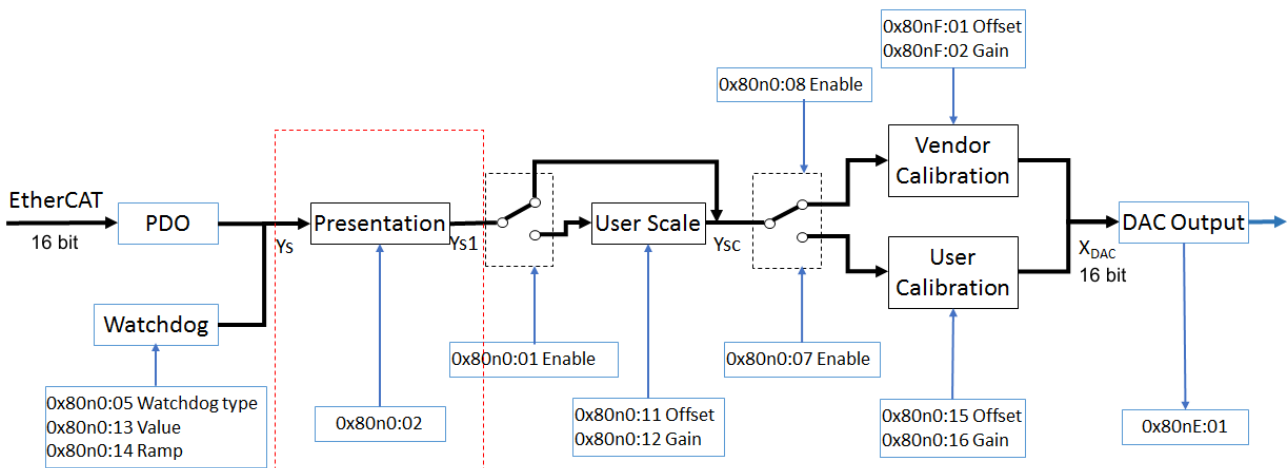 0x80nF:01 Offset
0x80nF:02 Gain
0x80n0:08 Enable
EtherCAT
16 bit
PDO
Ys
Presentation
Ys1
User Scale
Ysc
Vendor
Calibration
User
Calibration
XDAC
16 bit
DAC Output
Watchdog
0x80n0:01 Enable
0x80n0:07 Enable
0x80n0:05 Watchdog type
0x80n0:13 Value
0x80n0:14 Ramp
0x80n0:02
0x80n0:11 Offset
0x80n0:12 Gain
0x80n0:15 Offset
0x80n0:16 Gain
0x80nE:01